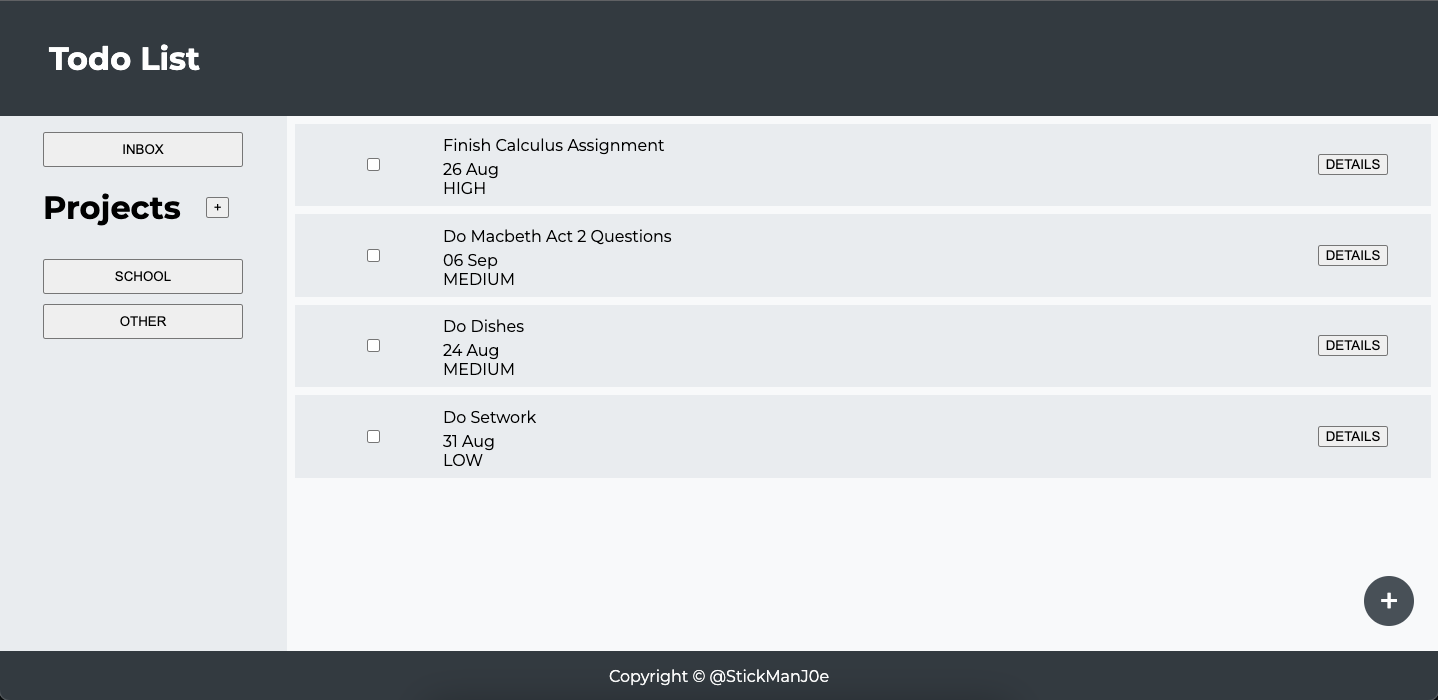 Todo List
INBOX
Projects +
SCHOOL
OTHER
Finish Calculus Assignment
26 Aug
HIGH
DETAILS
Do Macbeth Act 2 Questions
06 Sep
MEDIUM
DETAILS
Do Dishes
24 Aug
MEDIUM
DETAILS
Do Setwork
31 Aug
LOW
DETAILS
+
Copyright © @StickManJ0e